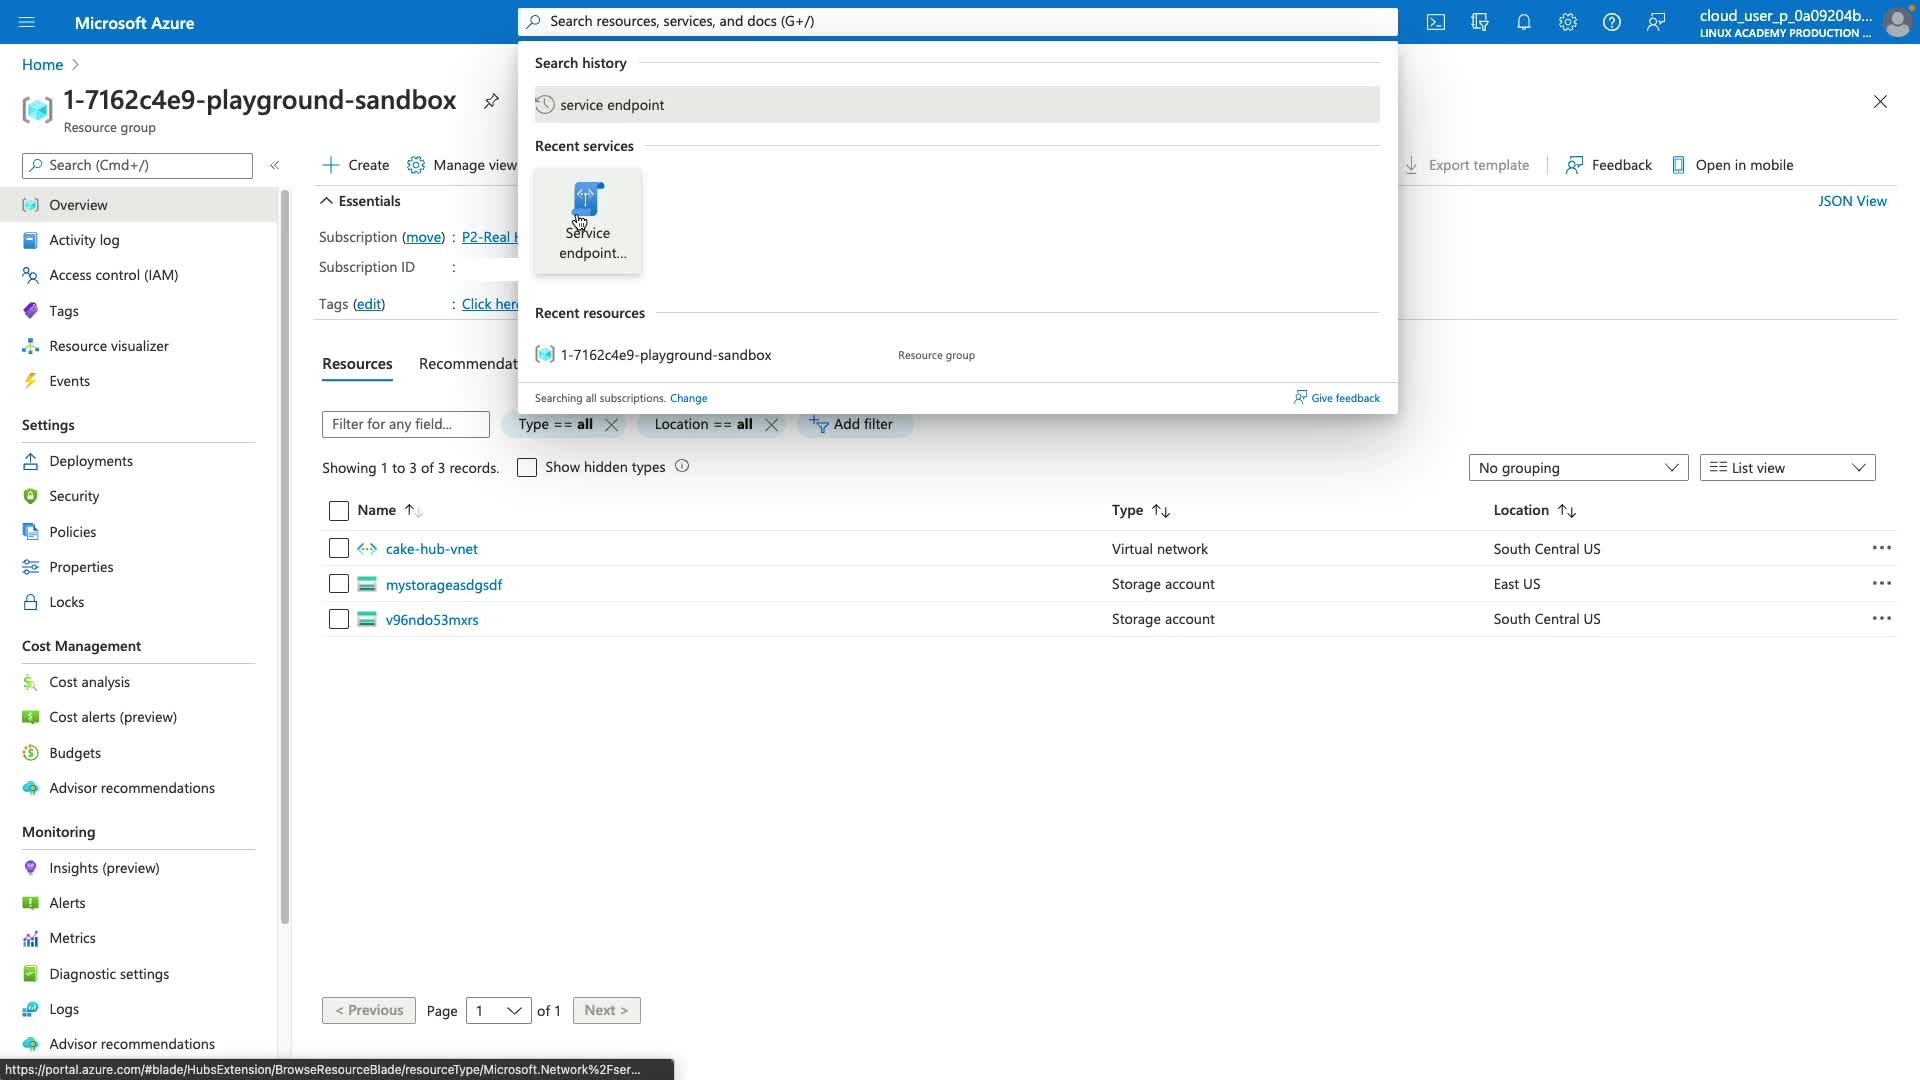 Microsoft Azure
Search resources, services, and docs (G+/)
cloud_user_p_0a09204b...
LINUX ACADEMY PRODUCTION ...
Home
1-7162c4e9-playground-sandbox
Resource group
Search history
service endpoint
Recent services
Service
endpoint...
Recent resources
1-7162c4e9-playground-sandbox
Resource group
Searching all subscriptions. Change
Give feedback
Search (Cmd+/)
Create
Manage view
Export template
Feedback
Open in mobile
Essentials
JSON View
Subscription (move) :
P2-Real
Subscription ID :
Tags (edit) :
Click here
Overview
Activity log
Access control (IAM)
Tags
Resource visualizer
Events
Settings
Deployments
Security
Policies
Properties
Locks
Cost Management
Cost analysis
Cost alerts (preview)
Budgets
Advisor recommendations
Monitoring
Insights (preview)
Alerts
Metrics
Diagnostic settings
Logs
Advisor recommendations
Resources
Recommendat
Filter for any field...
Type == all
Location == all
Add filter
Showing 1 to 3 of 3 records.
Show hidden types
No grouping
List view
Name Type Location
cake-hub-vnet Virtual network South Central US
mystorageasdgsdf Storage account East US
v96ndo53mxrs Storage account South Central US
< Previous Page 1 of 1 Next >
https://portal.azure.com/#blade/HubsExtension/BrowseResourceBlade/resourceType/Microsoft.Network%2Fser...